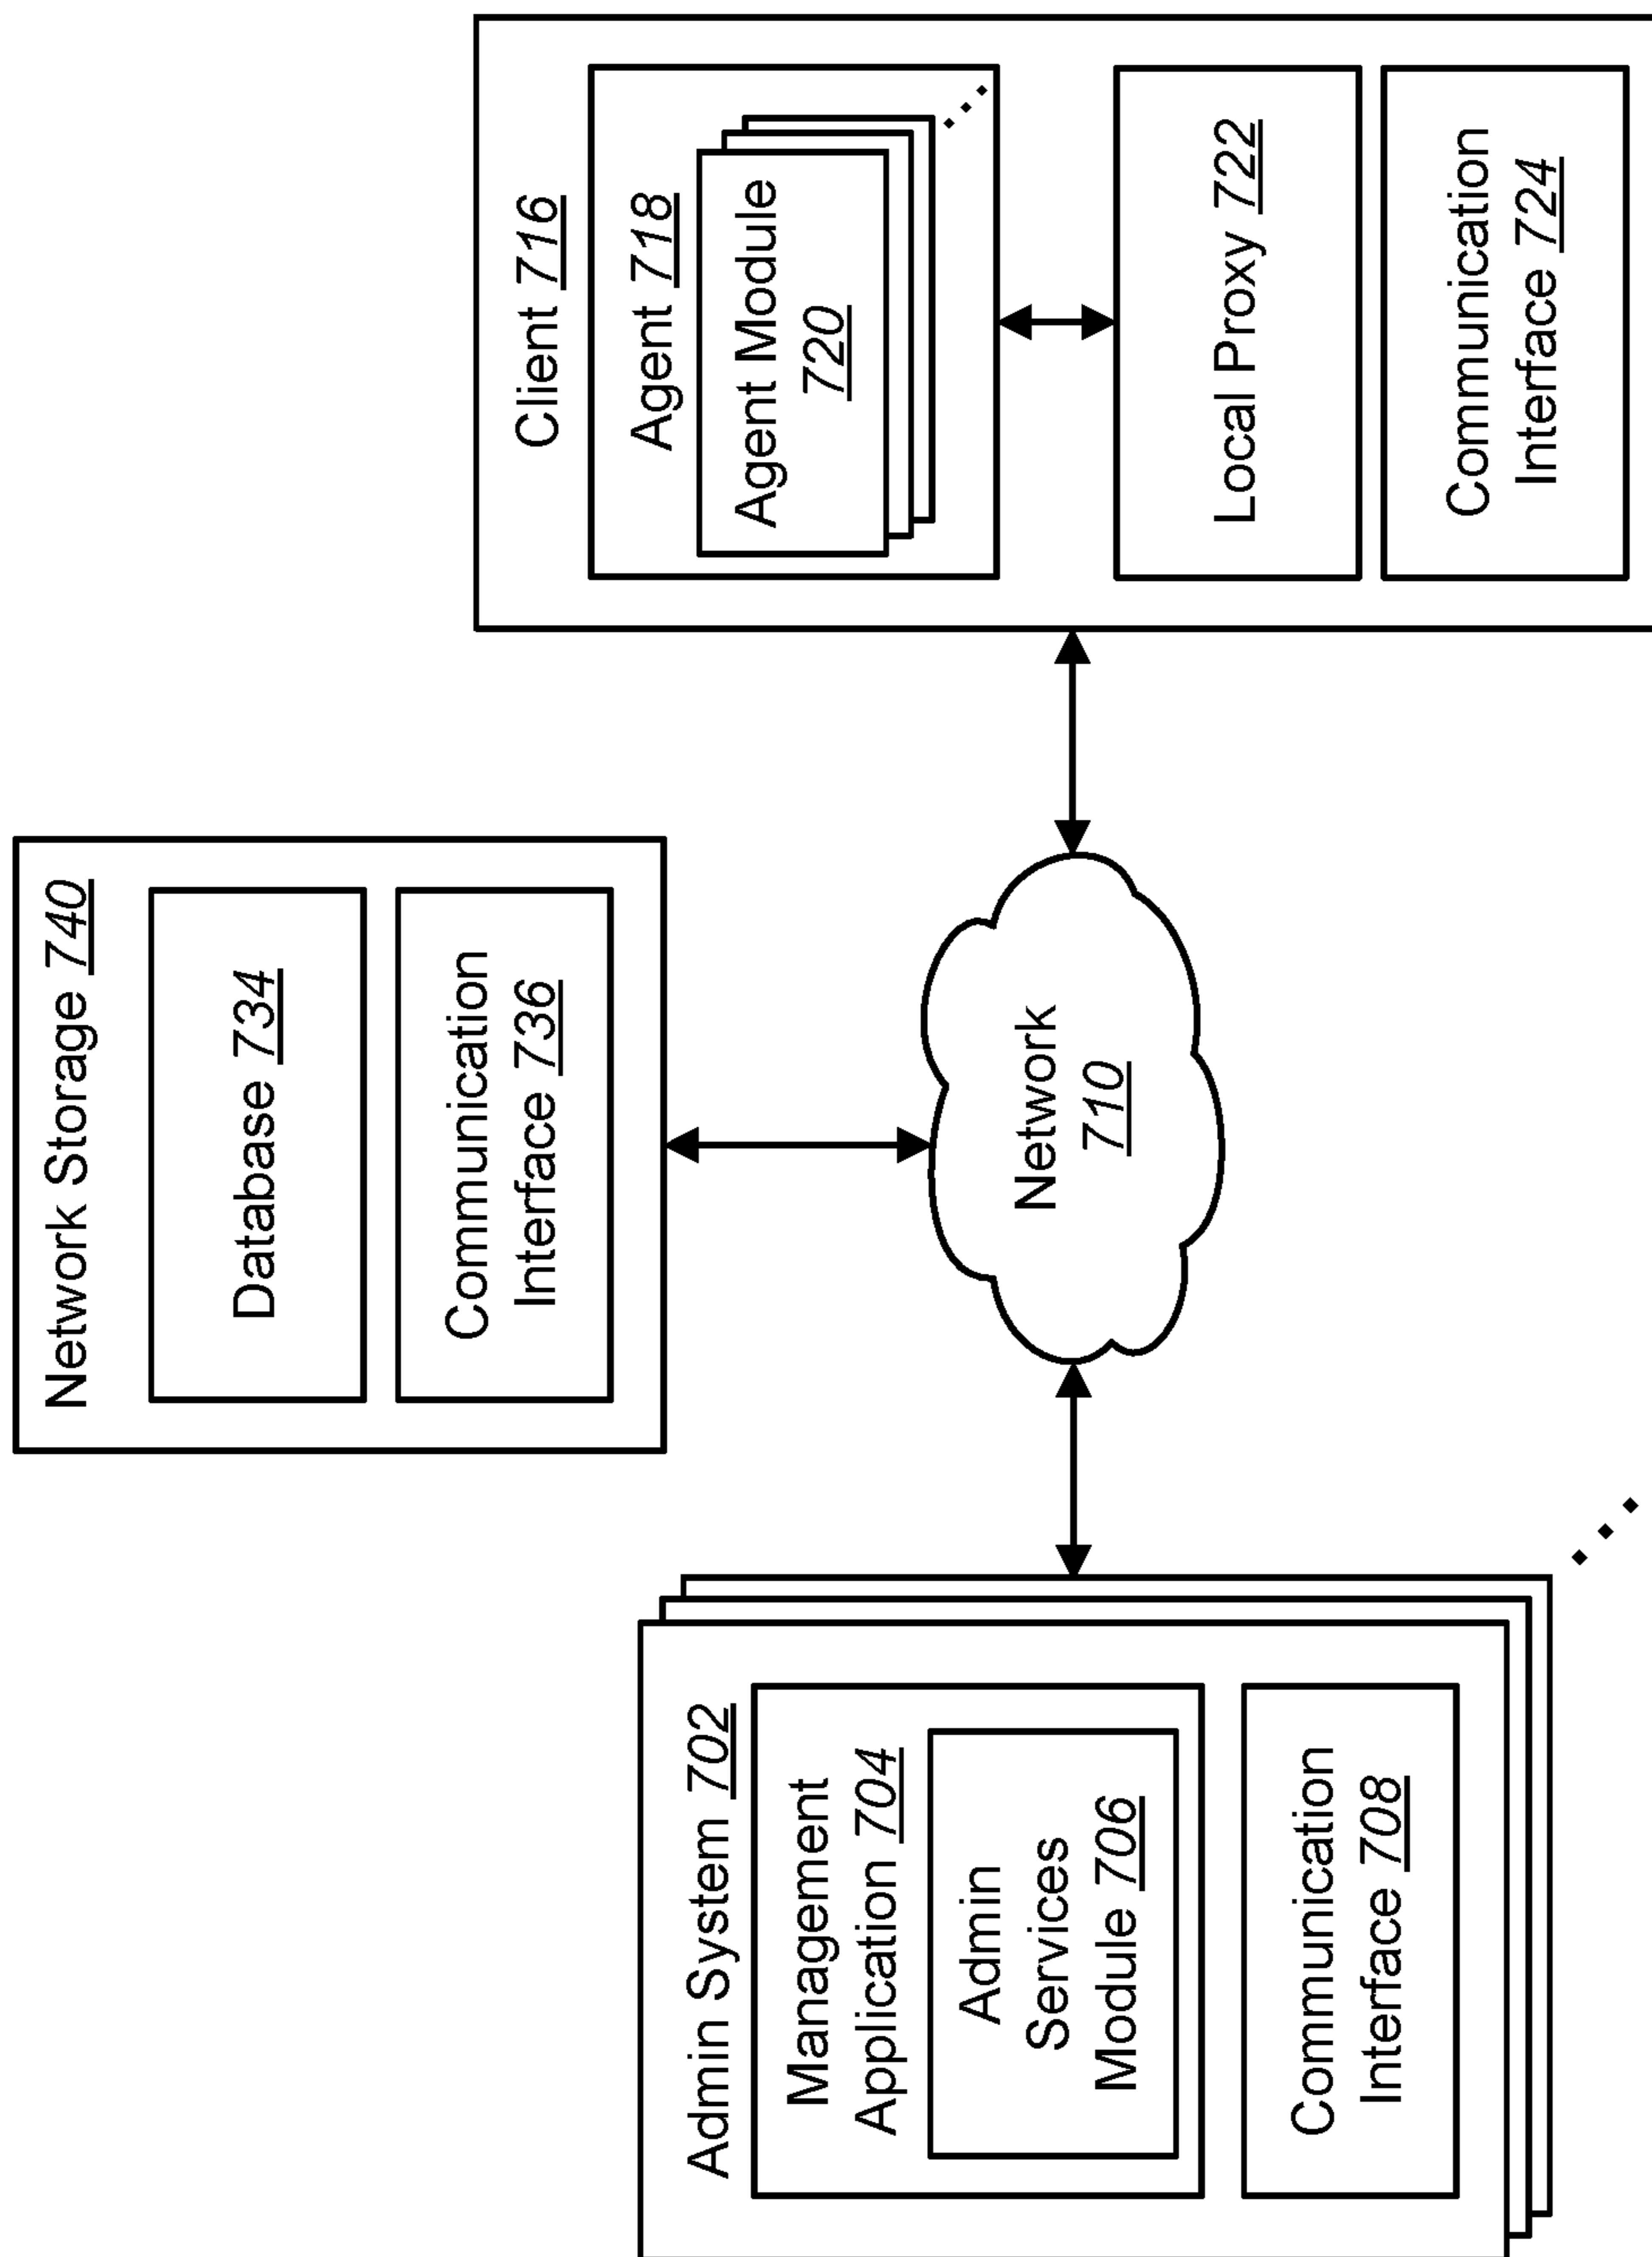 Network Storage 740
Database 734
Communication
Interface 736
Admin System 702
Management
Application 704
Admin
Services
Module 706
Communication
Interface 708
Network
710
Client 716
Agent 718
Agent Module
720
Local Proxy 722
Communication
Interface 724